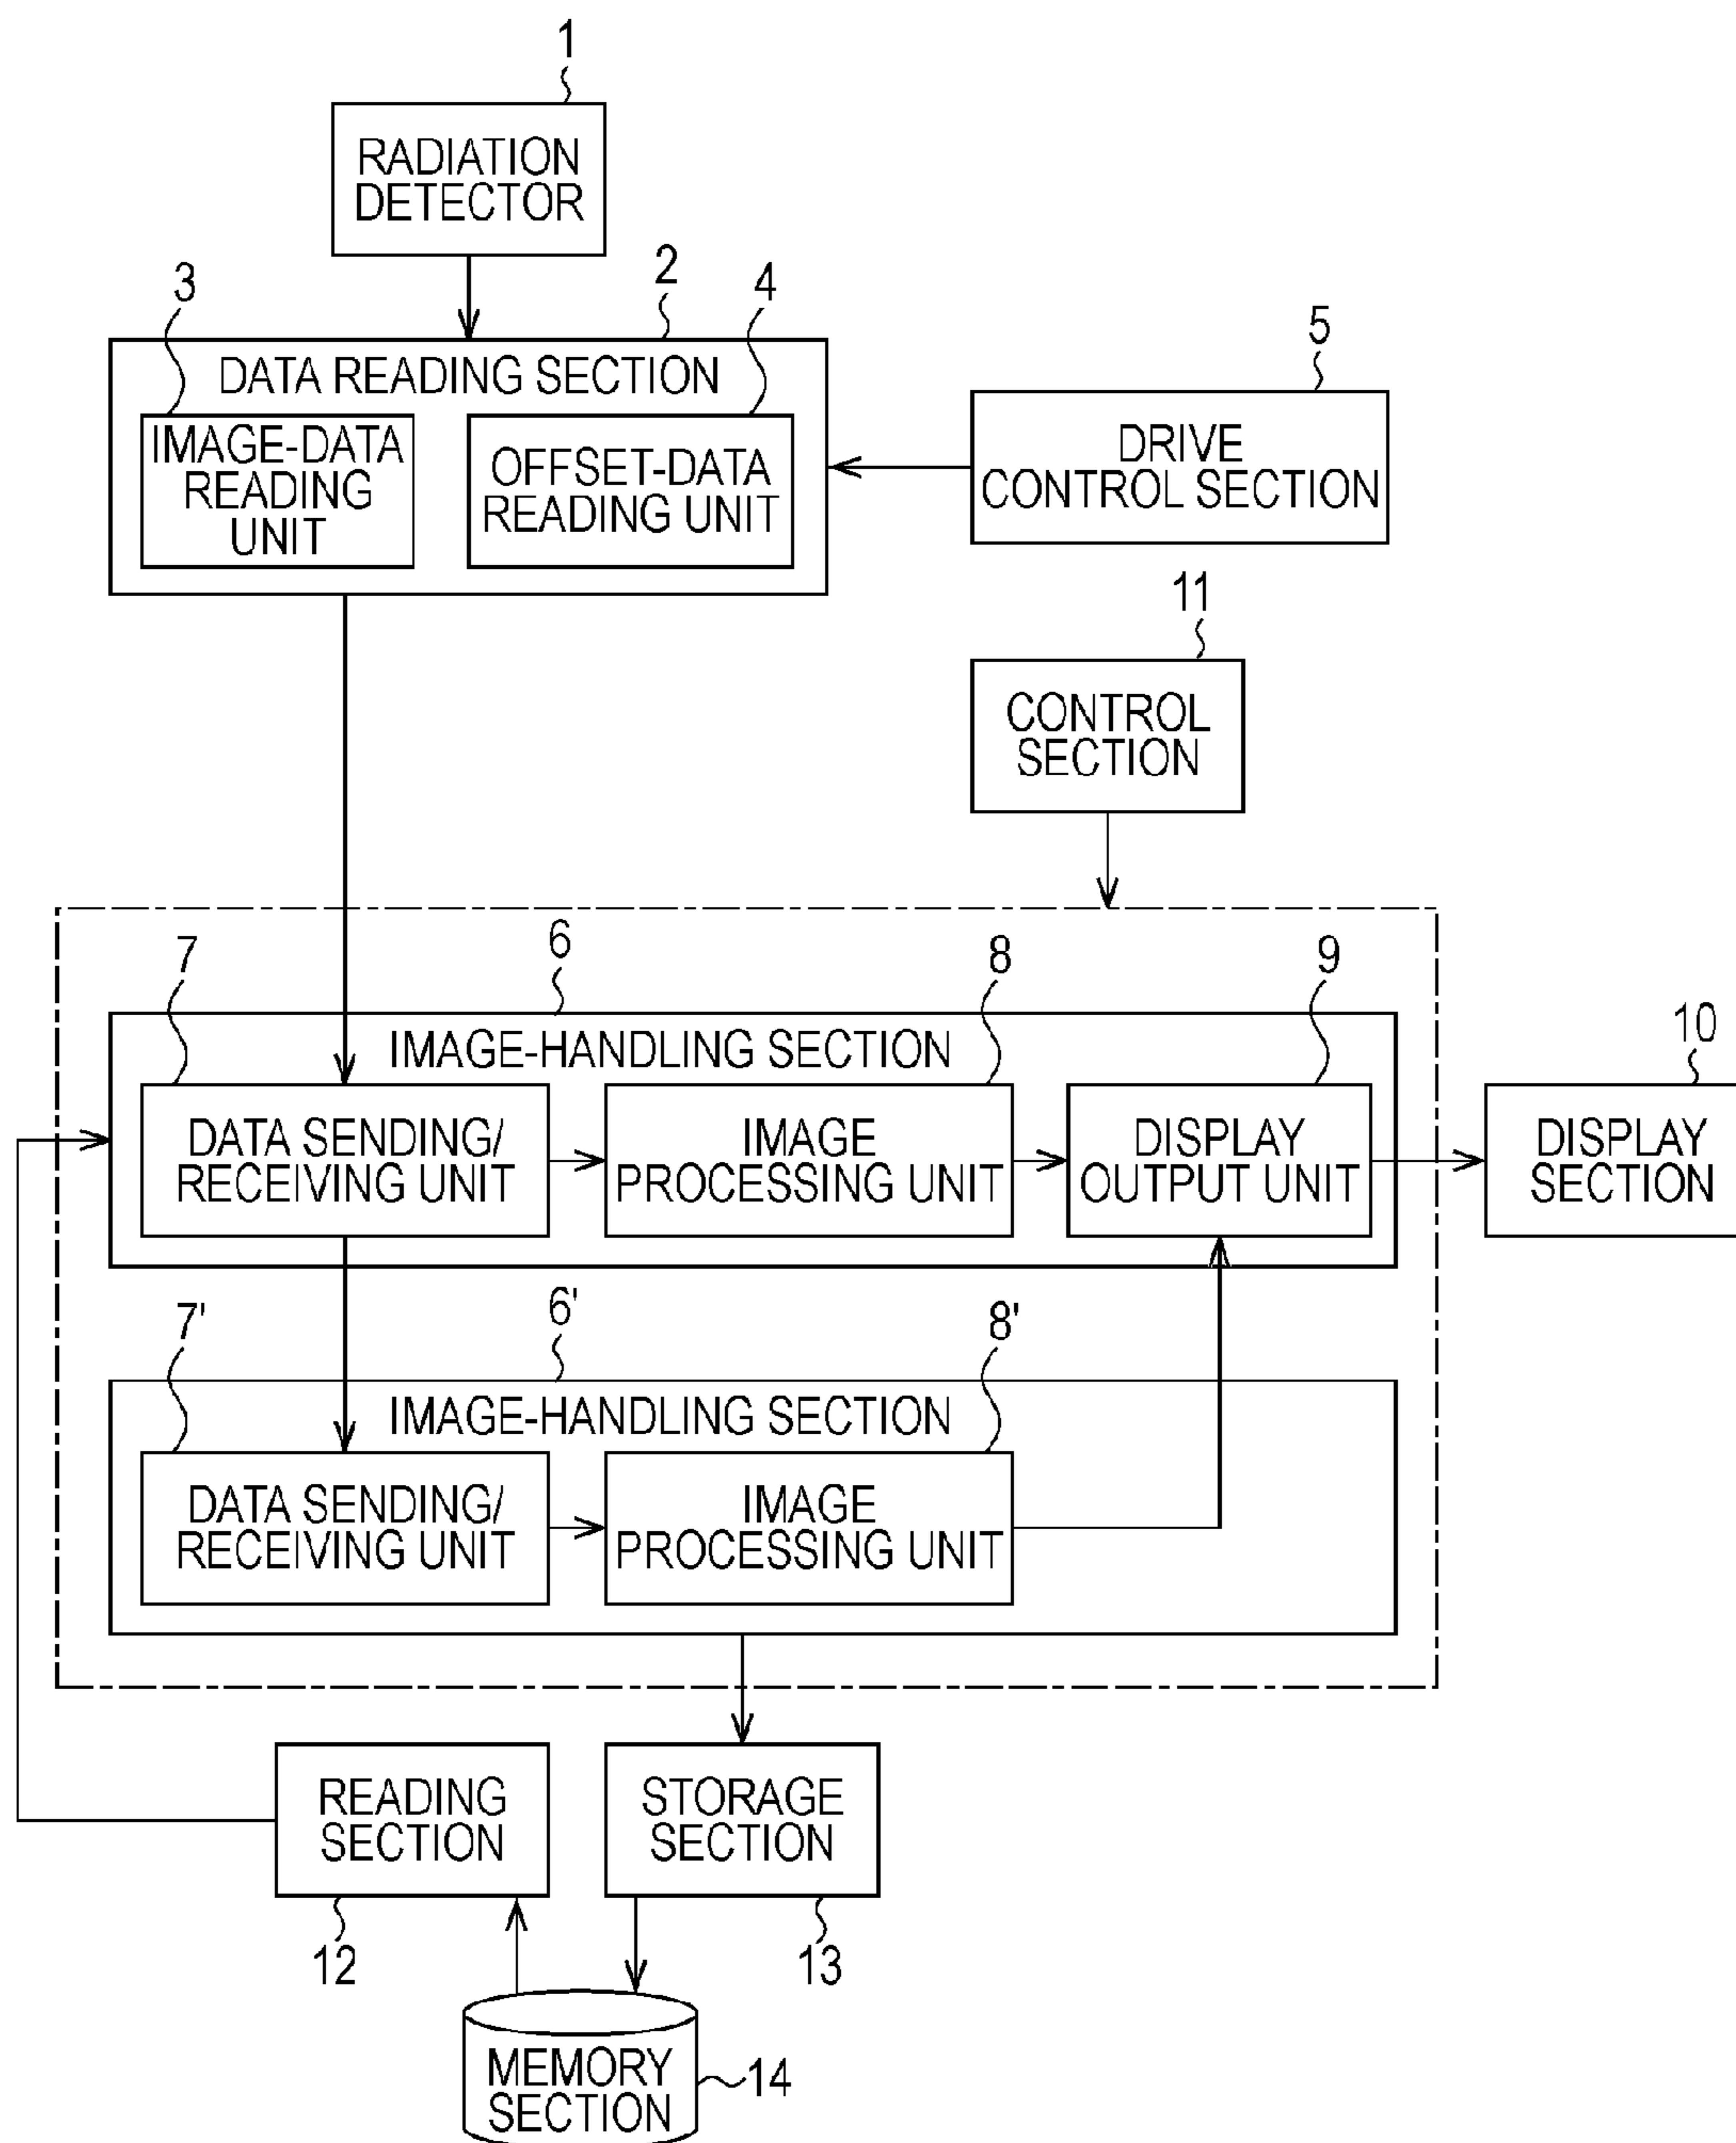 1
RADIATION
DETECTOR
3
2
4
DATA READING SECTION
IMAGE-DATA
READING
UNIT
OFFSET-DATA
READING UNIT
5
DRIVE
CONTROL SECTION
11
CONTROL
SECTION
7
6
8
9
10
IMAGE-HANDLING SECTION
DATA SENDING/
RECEIVING UNIT
IMAGE
PROCESSING UNIT
DISPLAY
OUTPUT UNIT
DISPLAY
SECTION
7'
6'
8'
IMAGE-HANDLING SECTION
DATA SENDING/
RECEIVING UNIT
IMAGE
PROCESSING UNIT
READING
SECTION
STORAGE
SECTION
12
13
MEMORY
SECTION
14